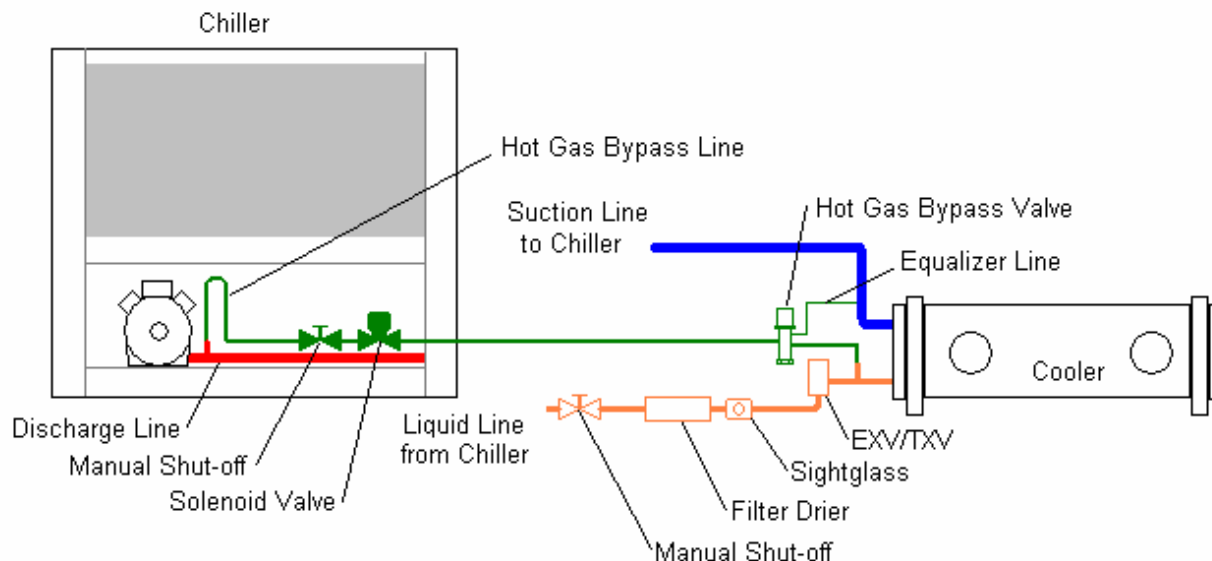 Chiller
Hot Gas Bypass Line
Suction Line
to Chiller
Hot Gas Bypass Valve
Equalizer Line
Cooler
Discharge Line
Manual Shut-off
Solenoid Valve
Liquid Line
from Chiller
EXV/TXV
Sightglass
Filter Drier
Manual Shut-off